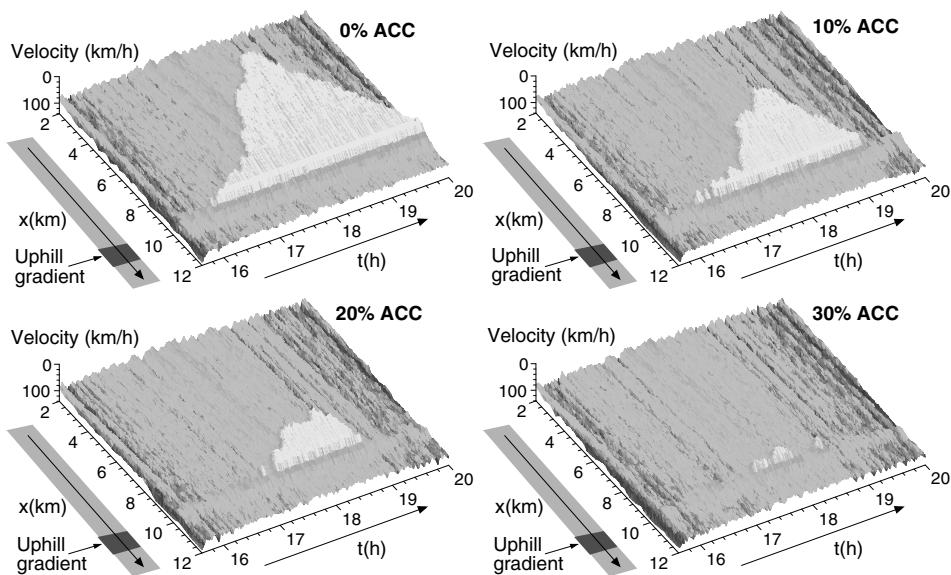 0% ACC
Velocity (km/h)
0
100
2
4
6
8
10
12
x(km)
Uphill
gradient
16
17
18
19
20
t(h)
10% ACC
Velocity (km/h)
0
100
2
4
6
8
10
12
x(km)
Uphill
gradient
16
17
18
19
20
t(h)
20% ACC
Velocity (km/h)
0
100
2
4
6
8
10
12
x(km)
Uphill
gradient
16
17
18
19
20
t(h)
30% ACC
Velocity (km/h)
0
100
2
4
6
8
10
12
x(km)
Uphill
gradient
16
17
18
19
20
t(h)